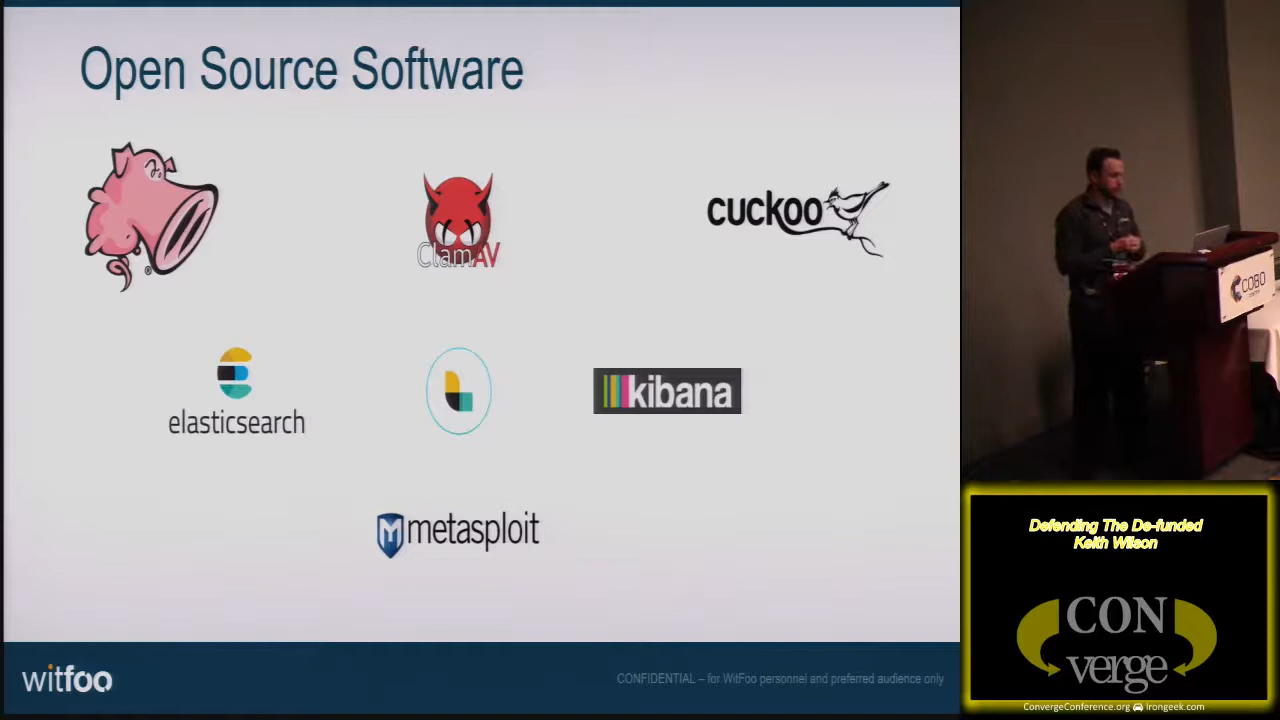 Open Source Software
ClamAV
cuckoo
elasticsearch
kibana
metasploit
witfoo
CONFIDENTIAL – for WitFoo personnel and preferred audience only
COBO
Defending The De-funded
Keith Wilson
CON
verge
ConvergeConference.org Irongeek.com